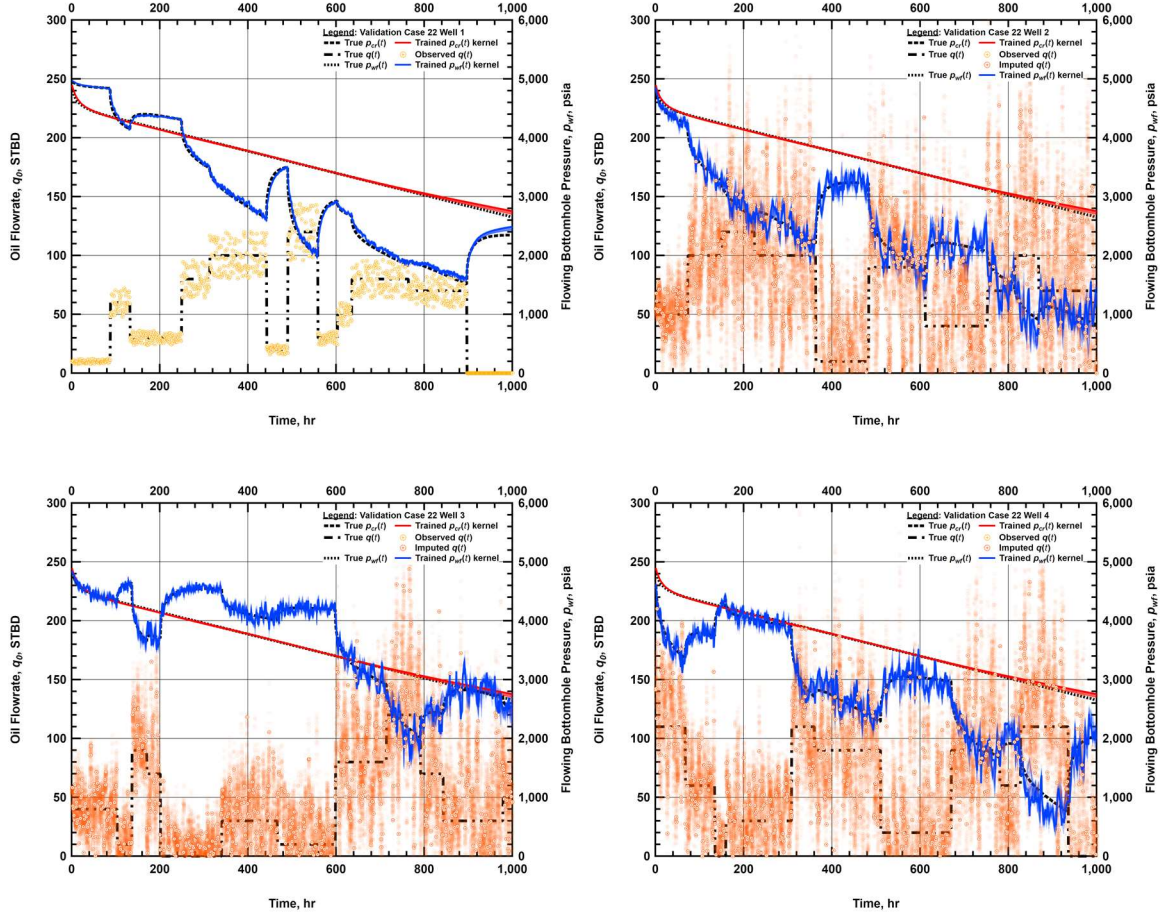 0 200 400 600 800 1,000
Legend: Validation Case 22 Well 1
True pcr(t) Trained pcr(t) kernel
True q(t) Observed q(t)
True pwf(t) Trained pwf(t) kernel
300
250
200
150
100
50
0
6,000
5,000
4,000
3,000
2,000
1,000
0
Oil Flowrate, qo, STBD
Flowing Bottomhole Pressure, pwf, psia
0 200 400 600 800 1,000
Time, hr
0 200 400 600 800 1,000
Legend: Validation Case 22 Well 2
True pcr(t) Trained pcr(t) kernel
True q(t) Observed q(t)
Imputed q(t)
True pwf(t) Trained pwf(t) kernel
300
250
200
150
100
50
0
6,000
5,000
4,000
3,000
2,000
1,000
0
Oil Flowrate, qo, STBD
Flowing Bottomhole Pressure, pwf, psia
0 200 400 600 800 1,000
Time, hr
0 200 400 600 800 1,000
Legend: Validation Case 22 Well 3
True pcr(t) Trained pcr(t) kernel
True q(t) Observed q(t)
Imputed q(t)
True pwf(t) Trained pwf(t) kernel
300
250
200
150
100
50
0
6,000
5,000
4,000
3,000
2,000
1,000
0
Oil Flowrate, qo, STBD
Flowing Bottomhole Pressure, pwf, psia
0 200 400 600 800 1,000
Time, hr
0 200 400 600 800 1,000
Legend: Validation Case 22 Well 4
True pcr(t) Trained pcr(t) kernel
True q(t) Observed q(t)
Imputed q(t)
True pwf(t) Trained pwf(t) kernel
300
250
200
150
100
50
0
6,000
5,000
4,000
3,000
2,000
1,000
0
Oil Flowrate, qo, STBD
Flowing Bottomhole Pressure, pwf, psia
0 200 400 600 800 1,000
Time, hr